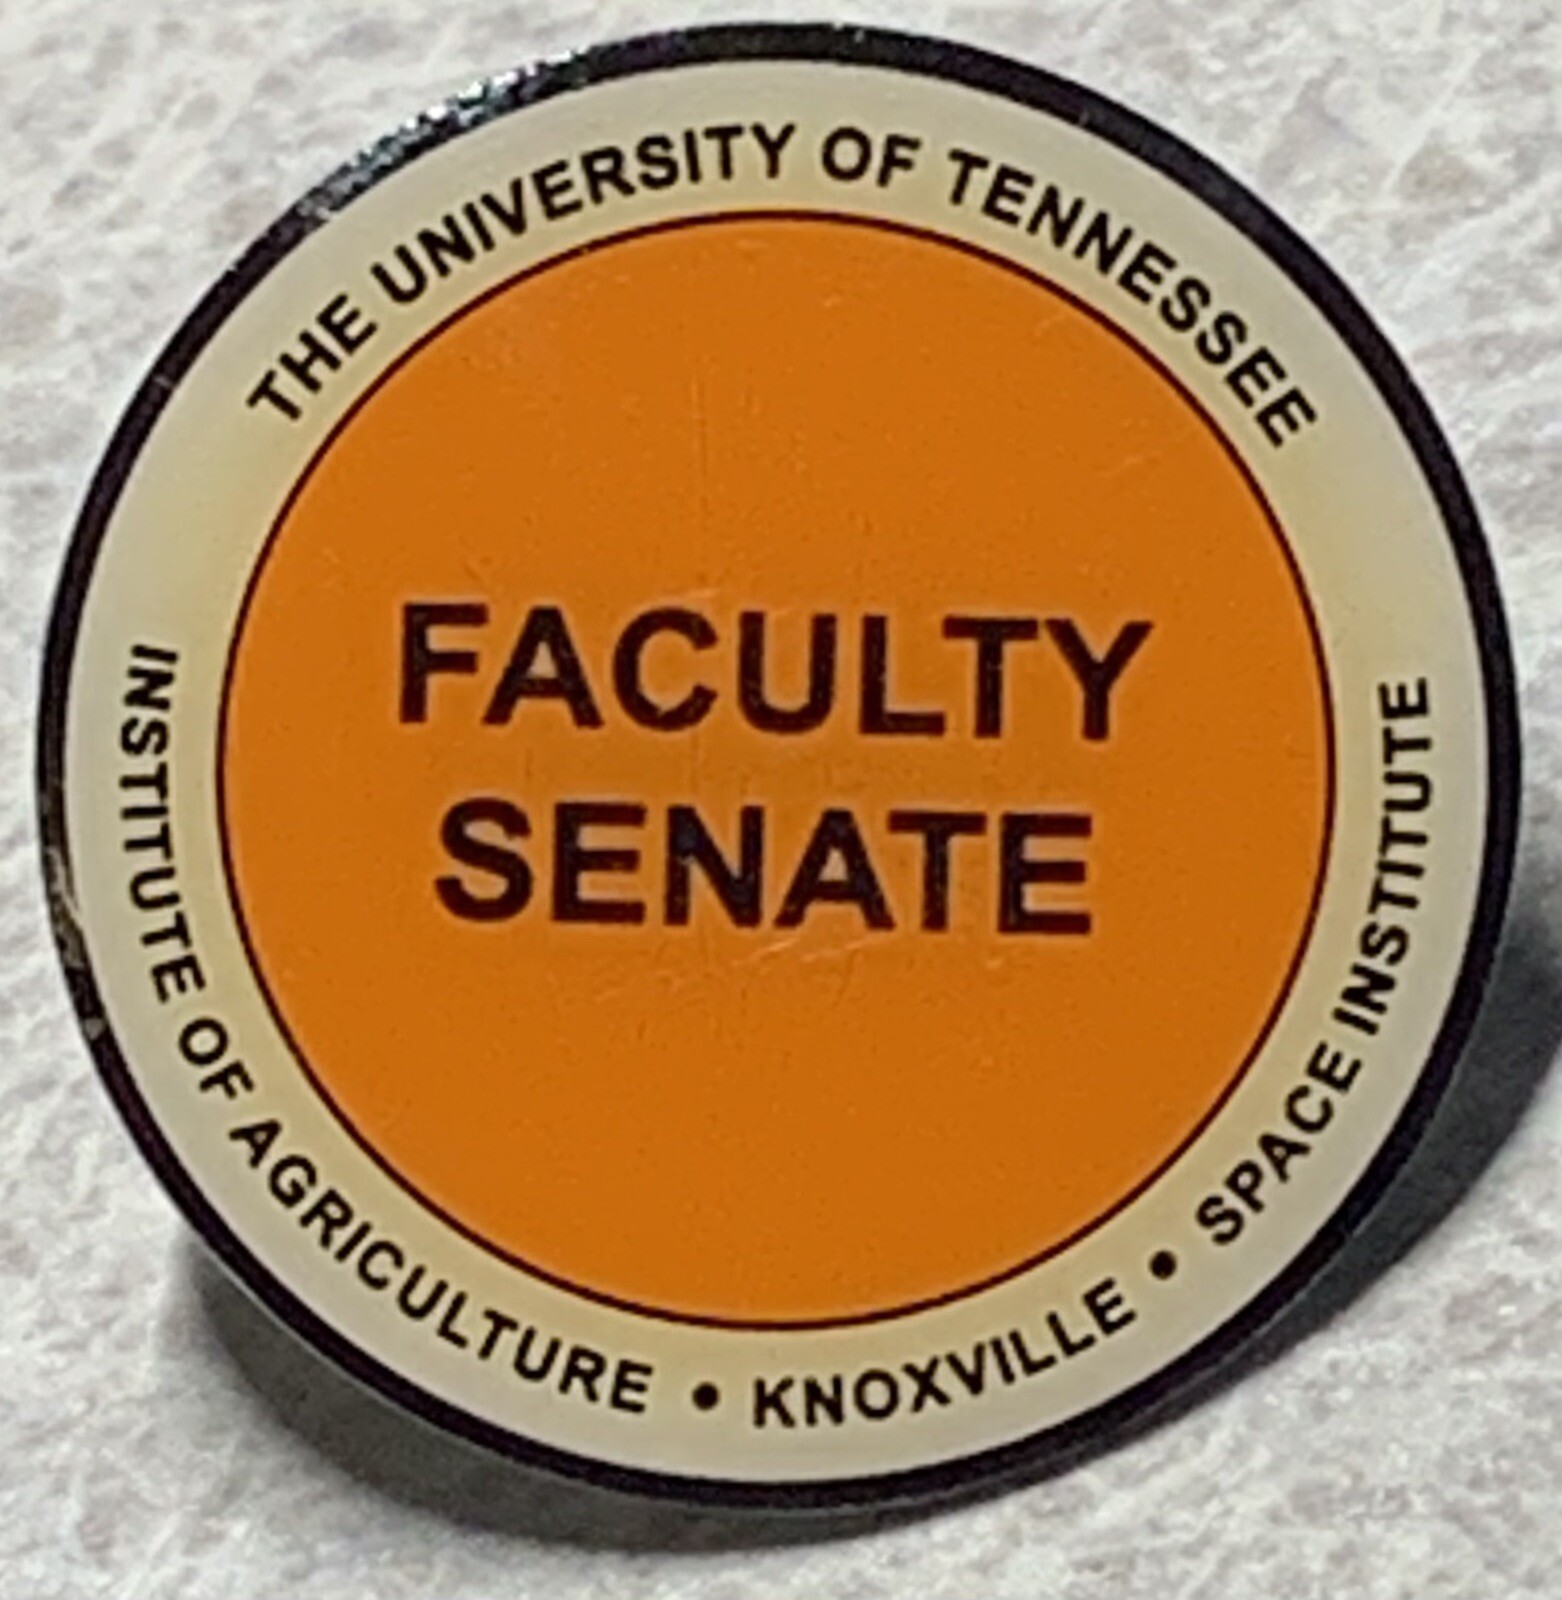 THE UNIVERSITY OF TENNESSEE
FACULTY
SENATE
INSTITUTE OF AGRICULTURE • KNOXVILLE • SPACE INSTITUTE